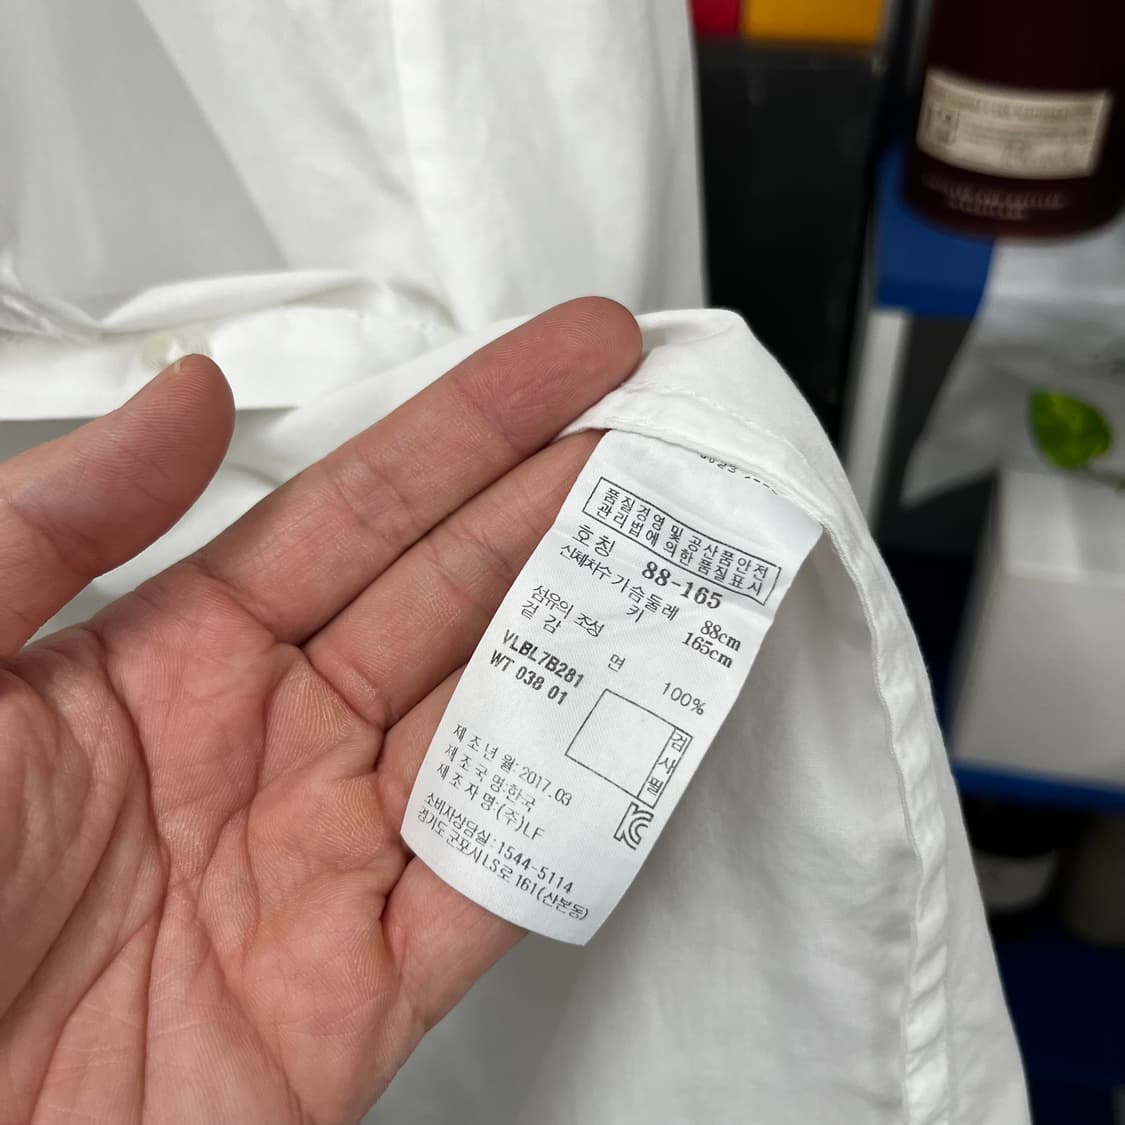 품질경영 및 공산품안전
관리법에 의한 품질표시
호칭 88-165
신체치수 가슴둘레 88cm
키 165cm
섬유의 조성
겉감 면 100%
VLBL7B281
WT 038 01
검사필
제조년월:2017.03
제조국명:한국
제조자명:(주)LF
소비자상담실:1544-5114
경기도군포시LS로161(산본동)